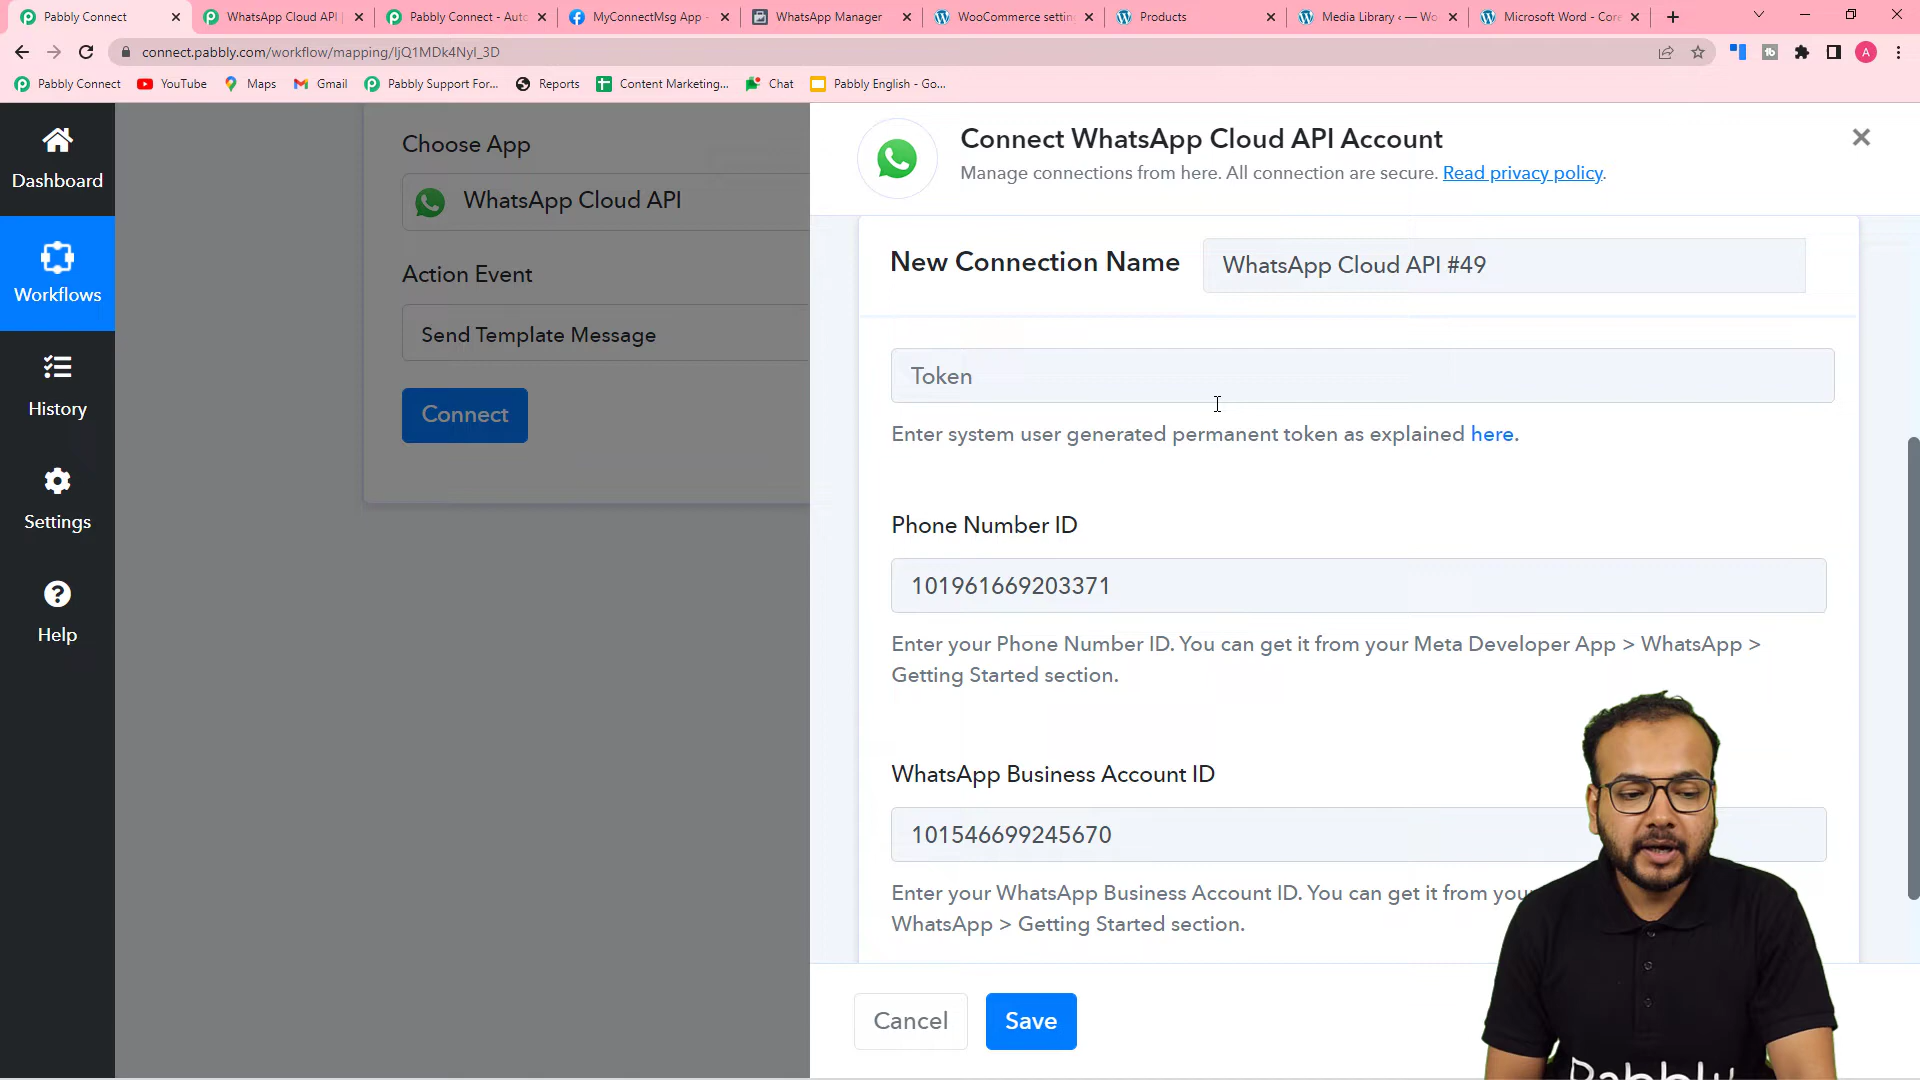 Pabbly Connect
WhatsApp Cloud API
Pabbly Connect - Aut
MyConnectMsg App -
WhatsApp Manager
WooCommerce settin
Products
Media Library ‹ — Wo
Microsoft Word - Cor
connect.pabbly.com/workflow/mapping/IjQ1MDk4NyI_3D
A
Pabbly Connect
YouTube
Maps
Gmail
Pabbly Support For...
Reports
Content Marketing...
Chat
Pabbly English - Go...
Dashboard
Workflows
History
Settings
Help
Choose App
WhatsApp Cloud API
Action Event
Send Template Message
Connect
Connect WhatsApp Cloud API Account
Manage connections from here. All connection are secure. Read privacy policy.
New Connection Name
WhatsApp Cloud API #49
Token
Enter system user generated permanent token as explained here.
Phone Number ID
101961669203371
Enter your Phone Number ID. You can get it from your Meta Developer App > WhatsApp >
Getting Started section.
WhatsApp Business Account ID
101546699245670
Enter your WhatsApp Business Account ID. You can get it from you
WhatsApp > Getting Started section.
Cancel
Save
Pabbly